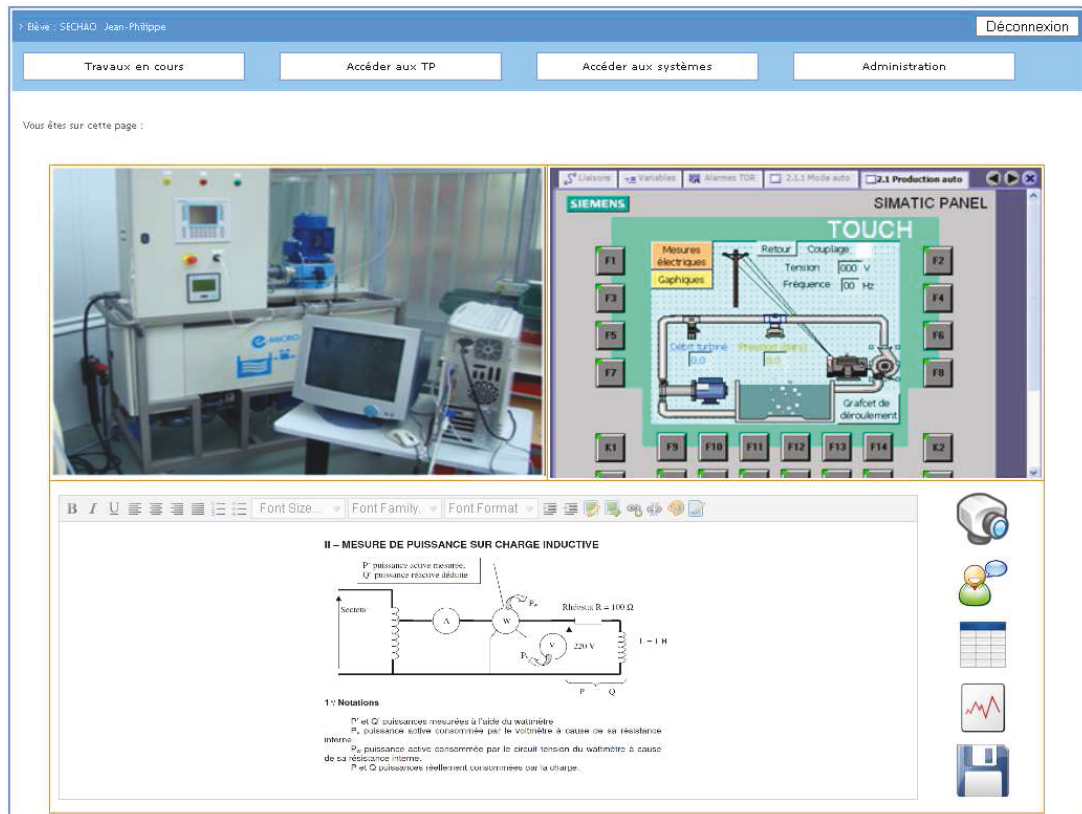 > Elève : SECHAO Jean-Philippe
Déconnexion
Travaux en cours
Accéder aux TP
Accéder aux systèmes
Administration
Vous êtes sur cette page :
e-MICRO
Liaisons
Variables
Alarmes TOR
2.1.1 Mode auto
2.1 Production auto
SIEMENS
SIMATIC PANEL
TOUCH
Mesures électriques
Gaphiques
Retour
Couplage
Tension 000 V
Fréquence 00 Hz
Débit turbiné
0.0
Pression (bars)
0.0
Grafcet de
déroulement
F1
F2
F3
F4
F5
F6
F7
F8
K1
F9
F10
F11
F12
F13
F14
K2
B I U
Font Size...
Font Family.
Font Format
II – MESURE DE PUISSANCE SUR CHARGE INDUCTIVE
P' puissance active mesurée,
Q' puissance réactive déduite
Secteur
A
W
Rhéostat R = 100 Ω
V
220 V
L = 1 H
P Q
Notations
P' et Q' puissances mesurées à l'aide du wattmètre
puissance active consommée par le voltmètre à cause de sa résistance
interne.
puissance active consommée par le circuit tension du wattmètre à cause
de sa résistance interne.
P et Q puissances réellement consommées par la charge.